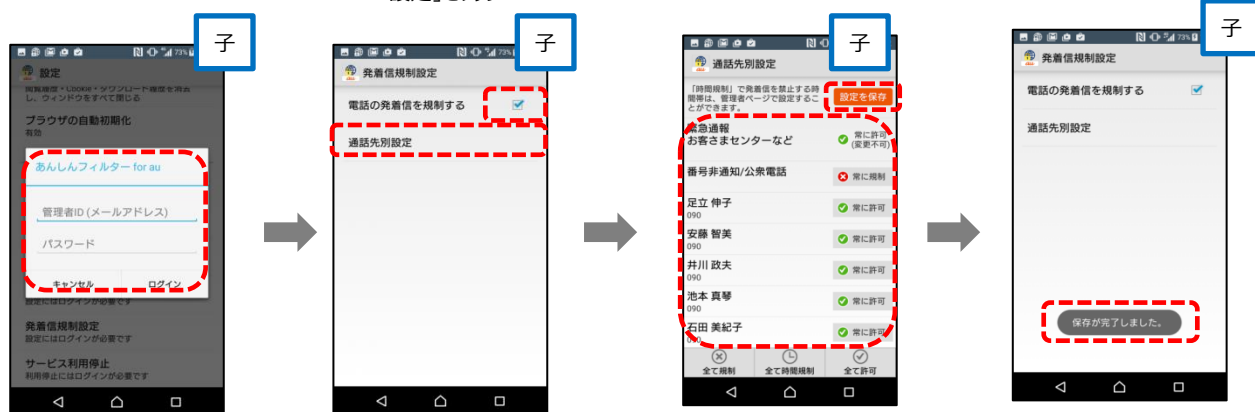 子
73%
設定
閲覧履歴・Cookie・ダウンロード履歴を消去
し、ウィンドウをすべて閉じる
ブラウザの自動初期化
有効
あんしんフィルター for au
管理者ID (メールアドレス)
パスワード
キャンセル ログイン
設定にはログインが必要です
発着信規制設定
設定にはログインが必要です
サービス利用停止
利用停止にはログインが必要です
子
73%
発着信規制設定
電話の発着信を規制する
通話先別設定
子
通話先別設定
「時間規制」で発着信を禁止する時
間帯は、管理者ページで設定するこ
とができます。
設定を保存
緊急通報
お客さまセンターなど
常に許可
(変更不可)
番号非通知/公衆電話 常に規制
足立 伸子
090
常に許可
安藤 智美
090
常に許可
井川 政夫
090
常に許可
池本 真琴
090
常に許可
石田 美紀子
090
常に許可
全て規制 全て時間規制 全て許可
子
73%
発着信規制設定
電話の発着信を規制する
通話先別設定
保存が完了しました。